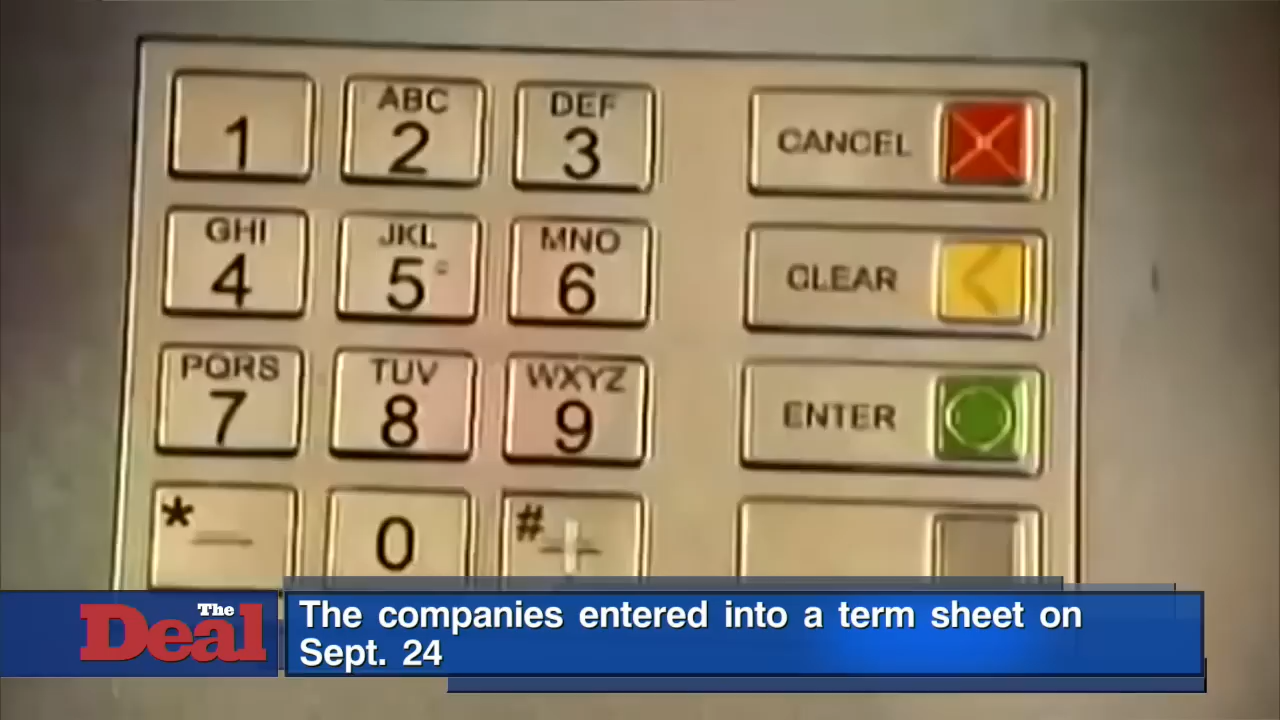 1
ABC
2
DEF
3
CANCEL
GHI
4
JKL
5
MNO
6
CLEAR
PQRS
7
TUV
8
WXYZ
9
ENTER
*
0
#
The
Deal
The companies entered into a term sheet on
Sept. 24